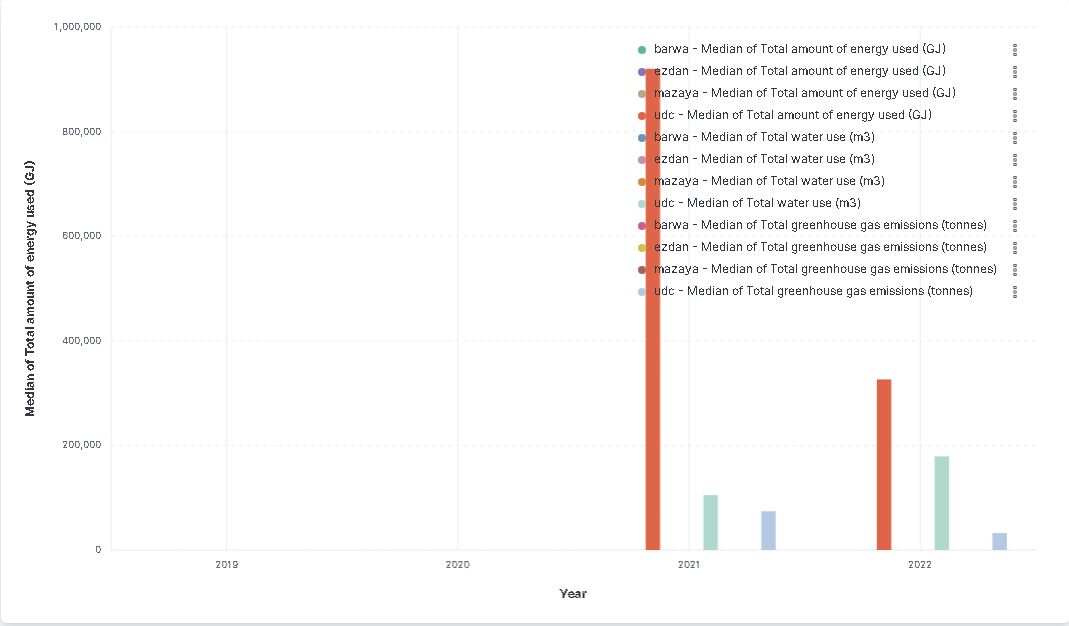 1,000,000
800,000
600,000
400,000
200,000
0
Median of Total amount of energy used (GJ)
barwa - Median of Total amount of energy used (GJ)
ezdan - Median of Total amount of energy used (GJ)
mazaya - Median of Total amount of energy used (GJ)
udc - Median of Total amount of energy used (GJ)
barwa - Median of Total water use (m3)
ezdan - Median of Total water use (m3)
mazaya - Median of Total water use (m3)
udc - Median of Total water use (m3)
barwa - Median of Total greenhouse gas emissions (tonnes)
ezdan - Median of Total greenhouse gas emissions (tonnes)
mazaya - Median of Total greenhouse gas emissions (tonnes)
udc - Median of Total greenhouse gas emissions (tonnes)
2019 2020 2021 2022
Year